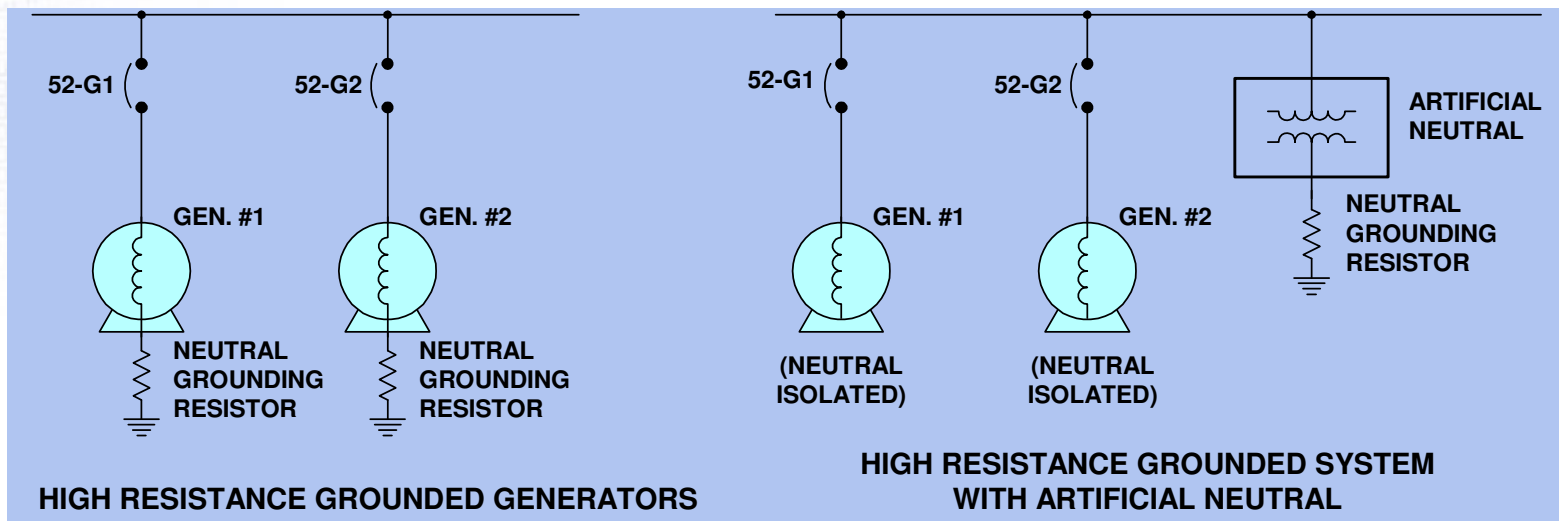 52-G1
52-G2
GEN. #1
GEN. #2
NEUTRAL
GROUNDING
RESISTOR
NEUTRAL
GROUNDING
RESISTOR
HIGH RESISTANCE GROUNDED GENERATORS
52-G1
52-G2
ARTIFICIAL
NEUTRAL
GEN. #1
GEN. #2
NEUTRAL
GROUNDING
RESISTOR
(NEUTRAL
ISOLATED)
(NEUTRAL
ISOLATED)
HIGH RESISTANCE GROUNDED SYSTEM
WITH ARTIFICIAL NEUTRAL